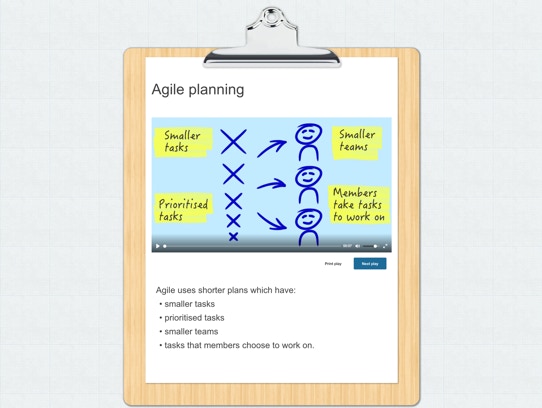 Agile planning
Smaller
tasks
Smaller
teams
Prioritised
tasks
Members
take tasks
to work on
00:07
Print play
Next play
Agile uses shorter plans which have:
• smaller tasks
• prioritised tasks
• smaller teams
• tasks that members choose to work on.